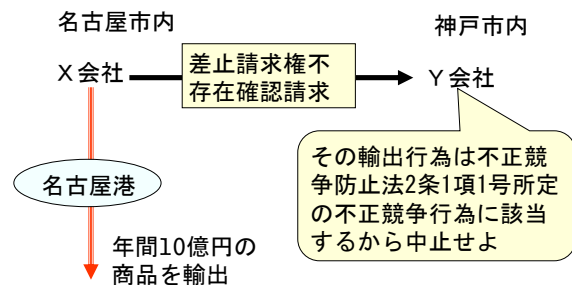 名古屋市内
神戸市内
X会社
差止請求権不
存在確認請求
Y会社
その輸出行為は不正競
争防止法2条1項1号所定
の不正競争行為に該当
するから中止せよ
名古屋港
年間10億円の
商品を輸出